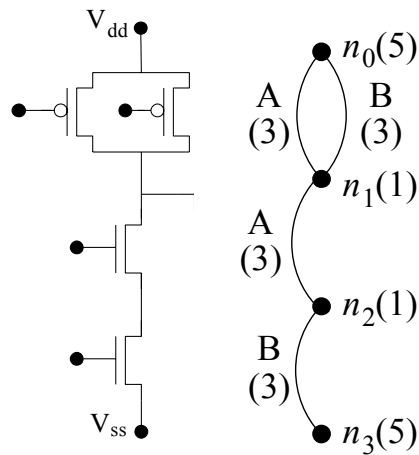 V_dd
V_ss
n_0(5)
A
(3)
B
(3)
n_1(1)
A
(3)
n_2(1)
B
(3)
n_3(5)